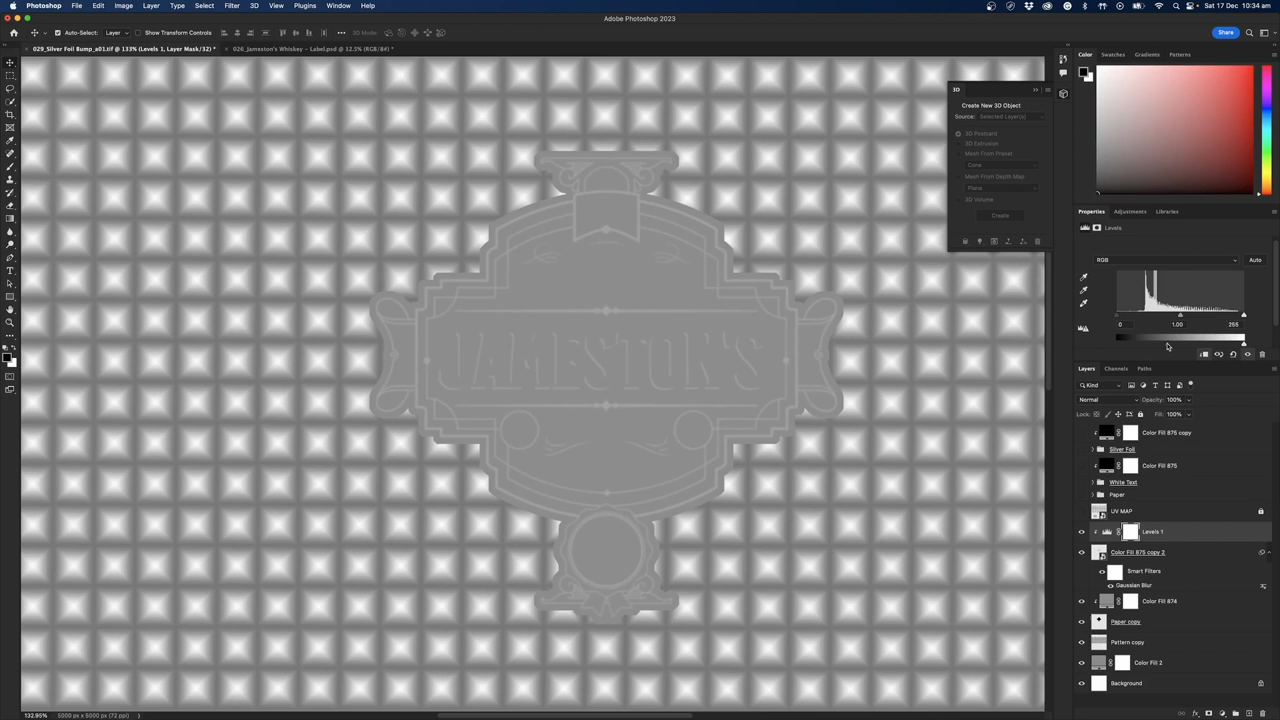 Photoshop File Edit Image Layer Type Select Filter 3D View Plugins Window Help
Sat 17 Dec 10:34 am
Adobe Photoshop 2023
Auto-Select: Layer Show Transform Controls 3D Mode:
Share
029_Silver Foil Bump_a01.tif @ 133% (Levels 1, Layer Mask/32) *
026_Jameston's Whiskey – Label.psd @ 12.5% (RGB/8#) *
Color Swatches Gradients Patterns
3D
Create New 3D Object
Source: Selected Layer(s)
3D Postcard
3D Extrusion
Mesh From Preset
Cone
Mesh From Depth Map
Plane
3D Volume
Create
Properties Adjustments Libraries
Levels
RGB Auto
0 1.00 255
Layers Channels Paths
Kind
Normal Opacity: 100%
Lock: Fill: 100%
Color Fill 875 copy
Silver Foil
Color Fill 875
White Text
Paper
UV MAP
Levels 1
Color Fill 875 copy 2
Smart Filters
Gaussian Blur
Color Fill 874
Paper copy
Pattern copy
Color Fill 2
Background
JAMESTON'S
132.95% 5000 px x 5000 px (72 ppi)